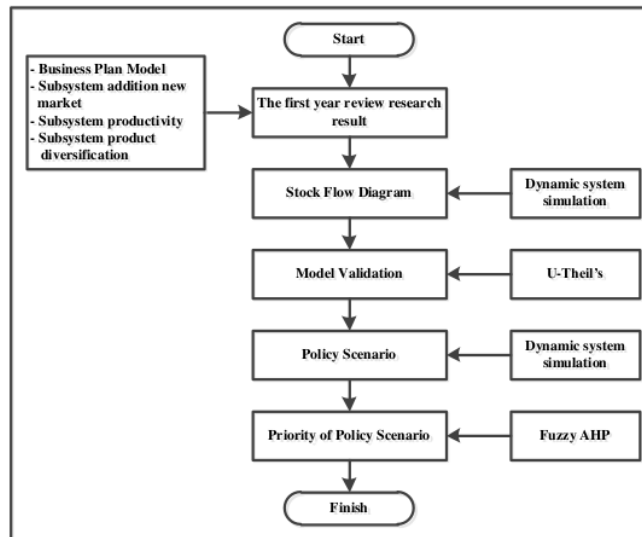 Start
- Business Plan Model
- Subsystem addition new
market
- Subsystem productivity
- Subsystem product
diversification
The first year review research
result
Stock Flow Diagram
Dynamic system
simulation
Model Validation
U-Theil's
Policy Scenario
Dynamic system
simulation
Priority of Policy Scenario
Fuzzy AHP
Finish